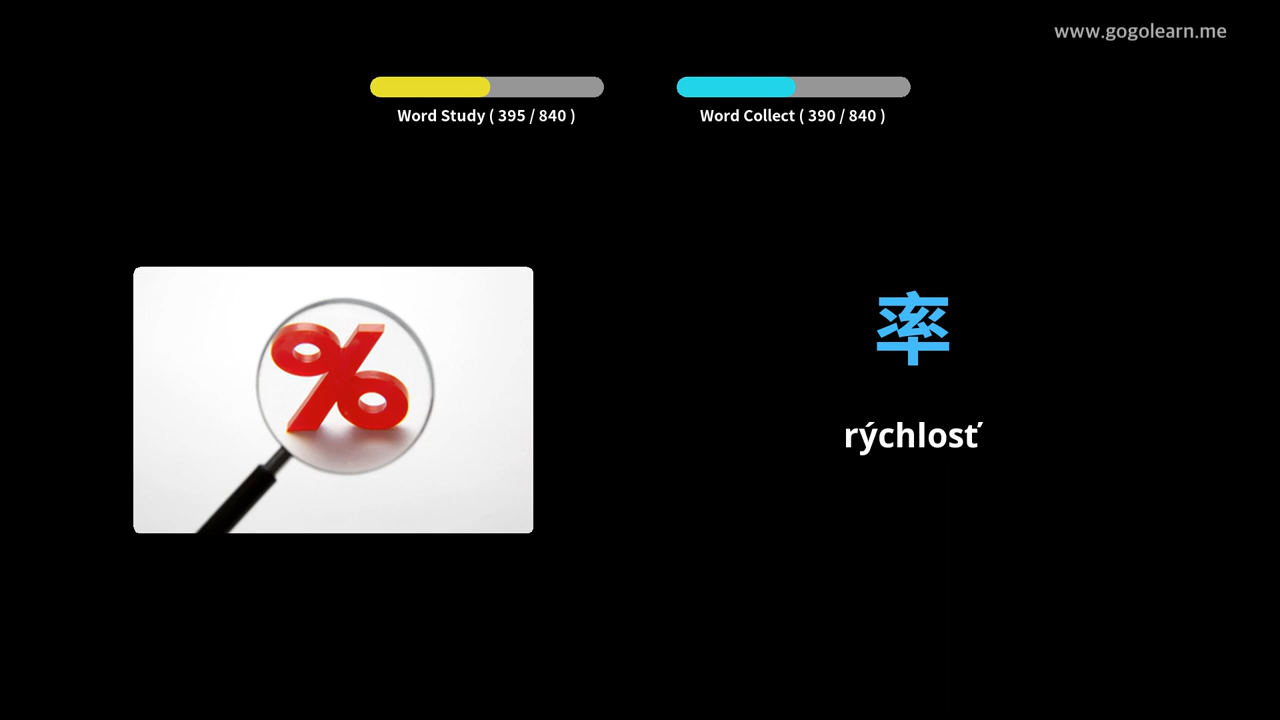 www.gogolearn.me
Word Study ( 395 / 840 )
Word Collect ( 390 / 840 )
%
率
rýchlosť